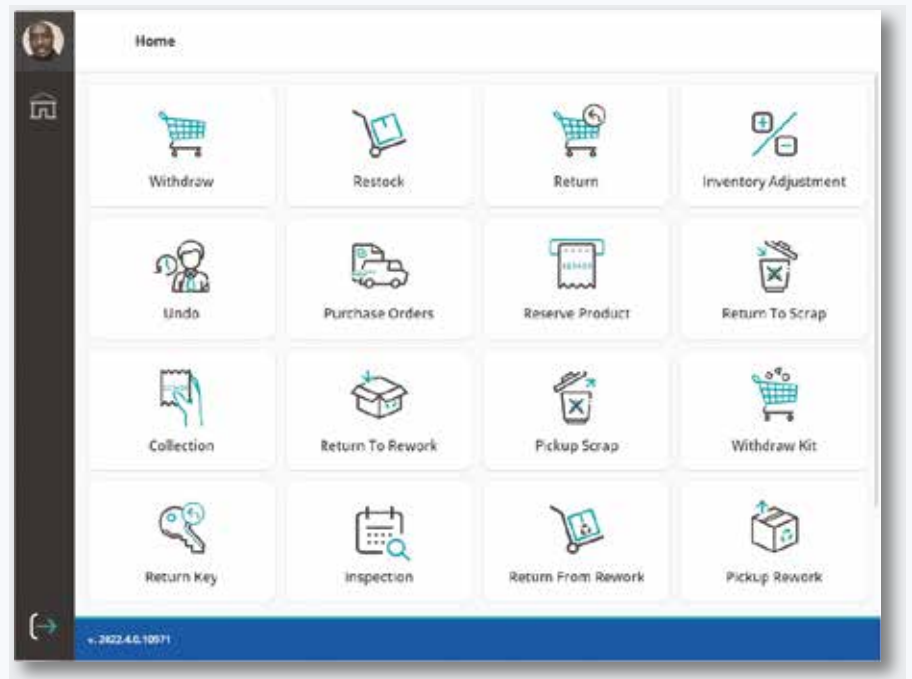 Home
Withdraw
Restock
Return
Inventory Adjustment
Undo
Purchase Orders
Reserve Product
Return To Scrap
Collection
Return To Rework
Pickup Scrap
Withdraw Kit
Return Key
Inspection
Return From Rework
Pickup Rework
v. 2022.4.0.10971